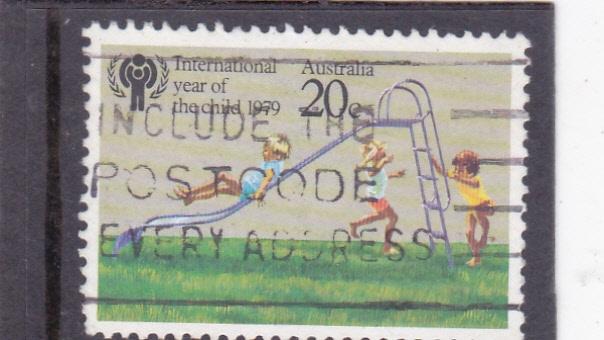 International
year of
the child 1979
Australia
20c
INCLUDE THE
POSTCODE
EVERY ADDRESS